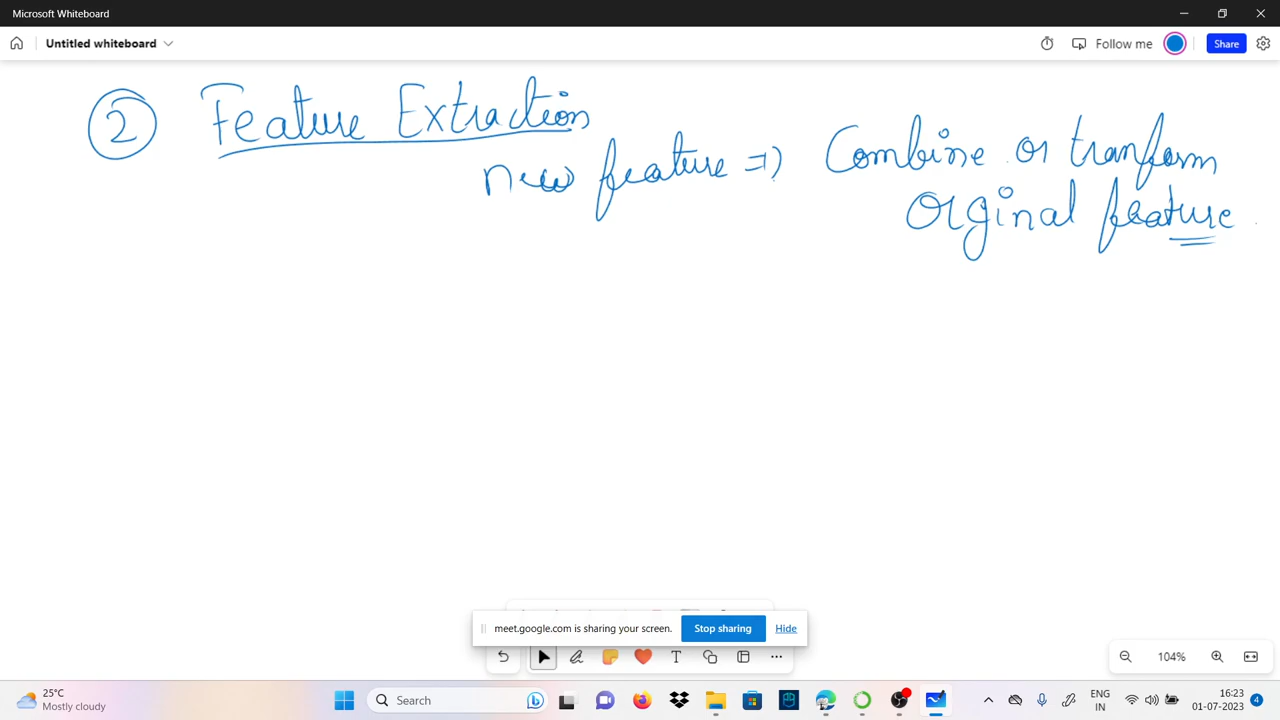 Microsoft Whiteboard
Untitled whiteboard
Follow me
Share
2 Feature Extraction
new feature => Combine or tranform
Orginal feature
meet.google.com is sharing your screen. Stop sharing Hide
T
104%
25°C
Mostly cloudy
Search
ENG
IN
16:23
01-07-2023
4